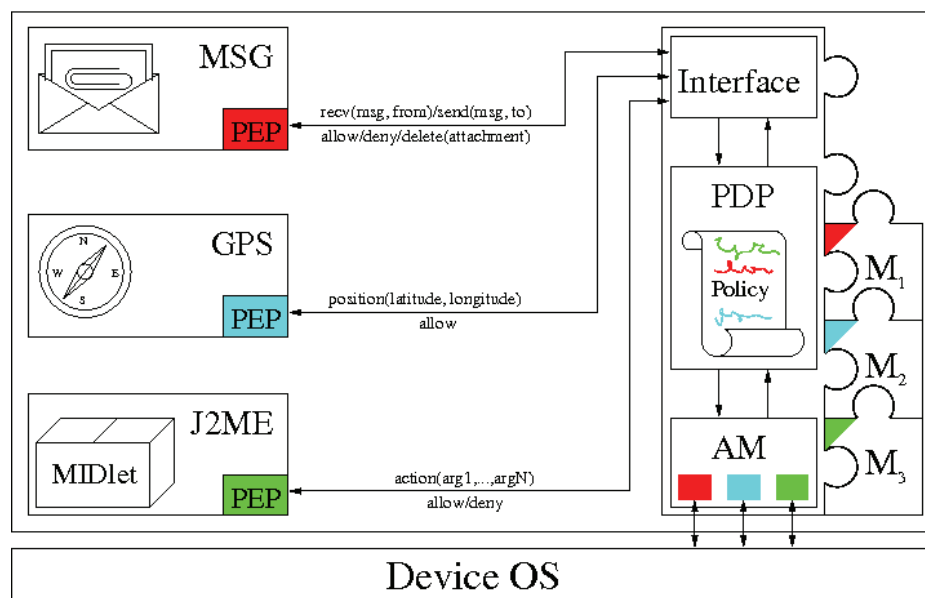 MSG
PEP
recv(msg, from)/send(msg, to)
allow/deny/delete(attachment)
Interface
GPS
N
W
E
S
PEP
position(latitude, longitude)
allow
PDP
Policy
M1
M2
M3
J2ME
MIDlet
PEP
action(arg1,...,argN)
allow/deny
AM
Device OS